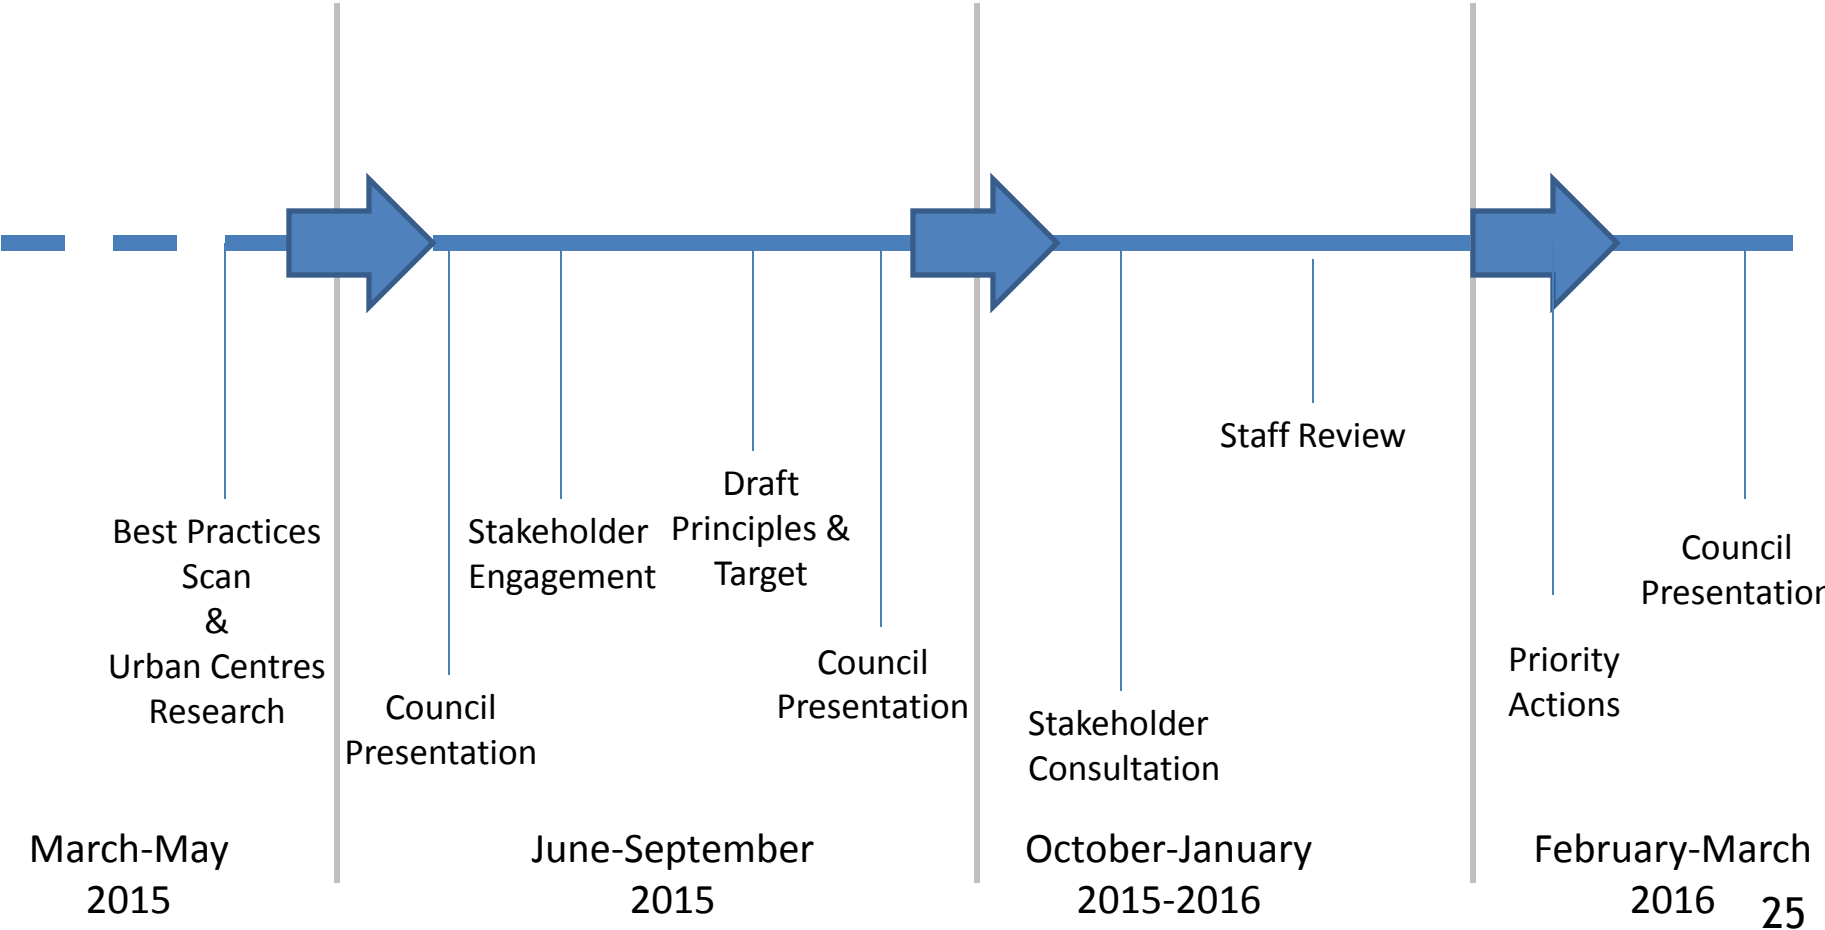 Best Practices
Scan
&
Urban Centres
Research
Council
Presentation
Stakeholder
Engagement
Draft
Principles &
Target
Council
Presentation
Stakeholder
Consultation
Staff Review
Priority
Actions
Council
Presentation
March-May
2015
June-September
2015
October-January
2015-2016
February-March
2016
25